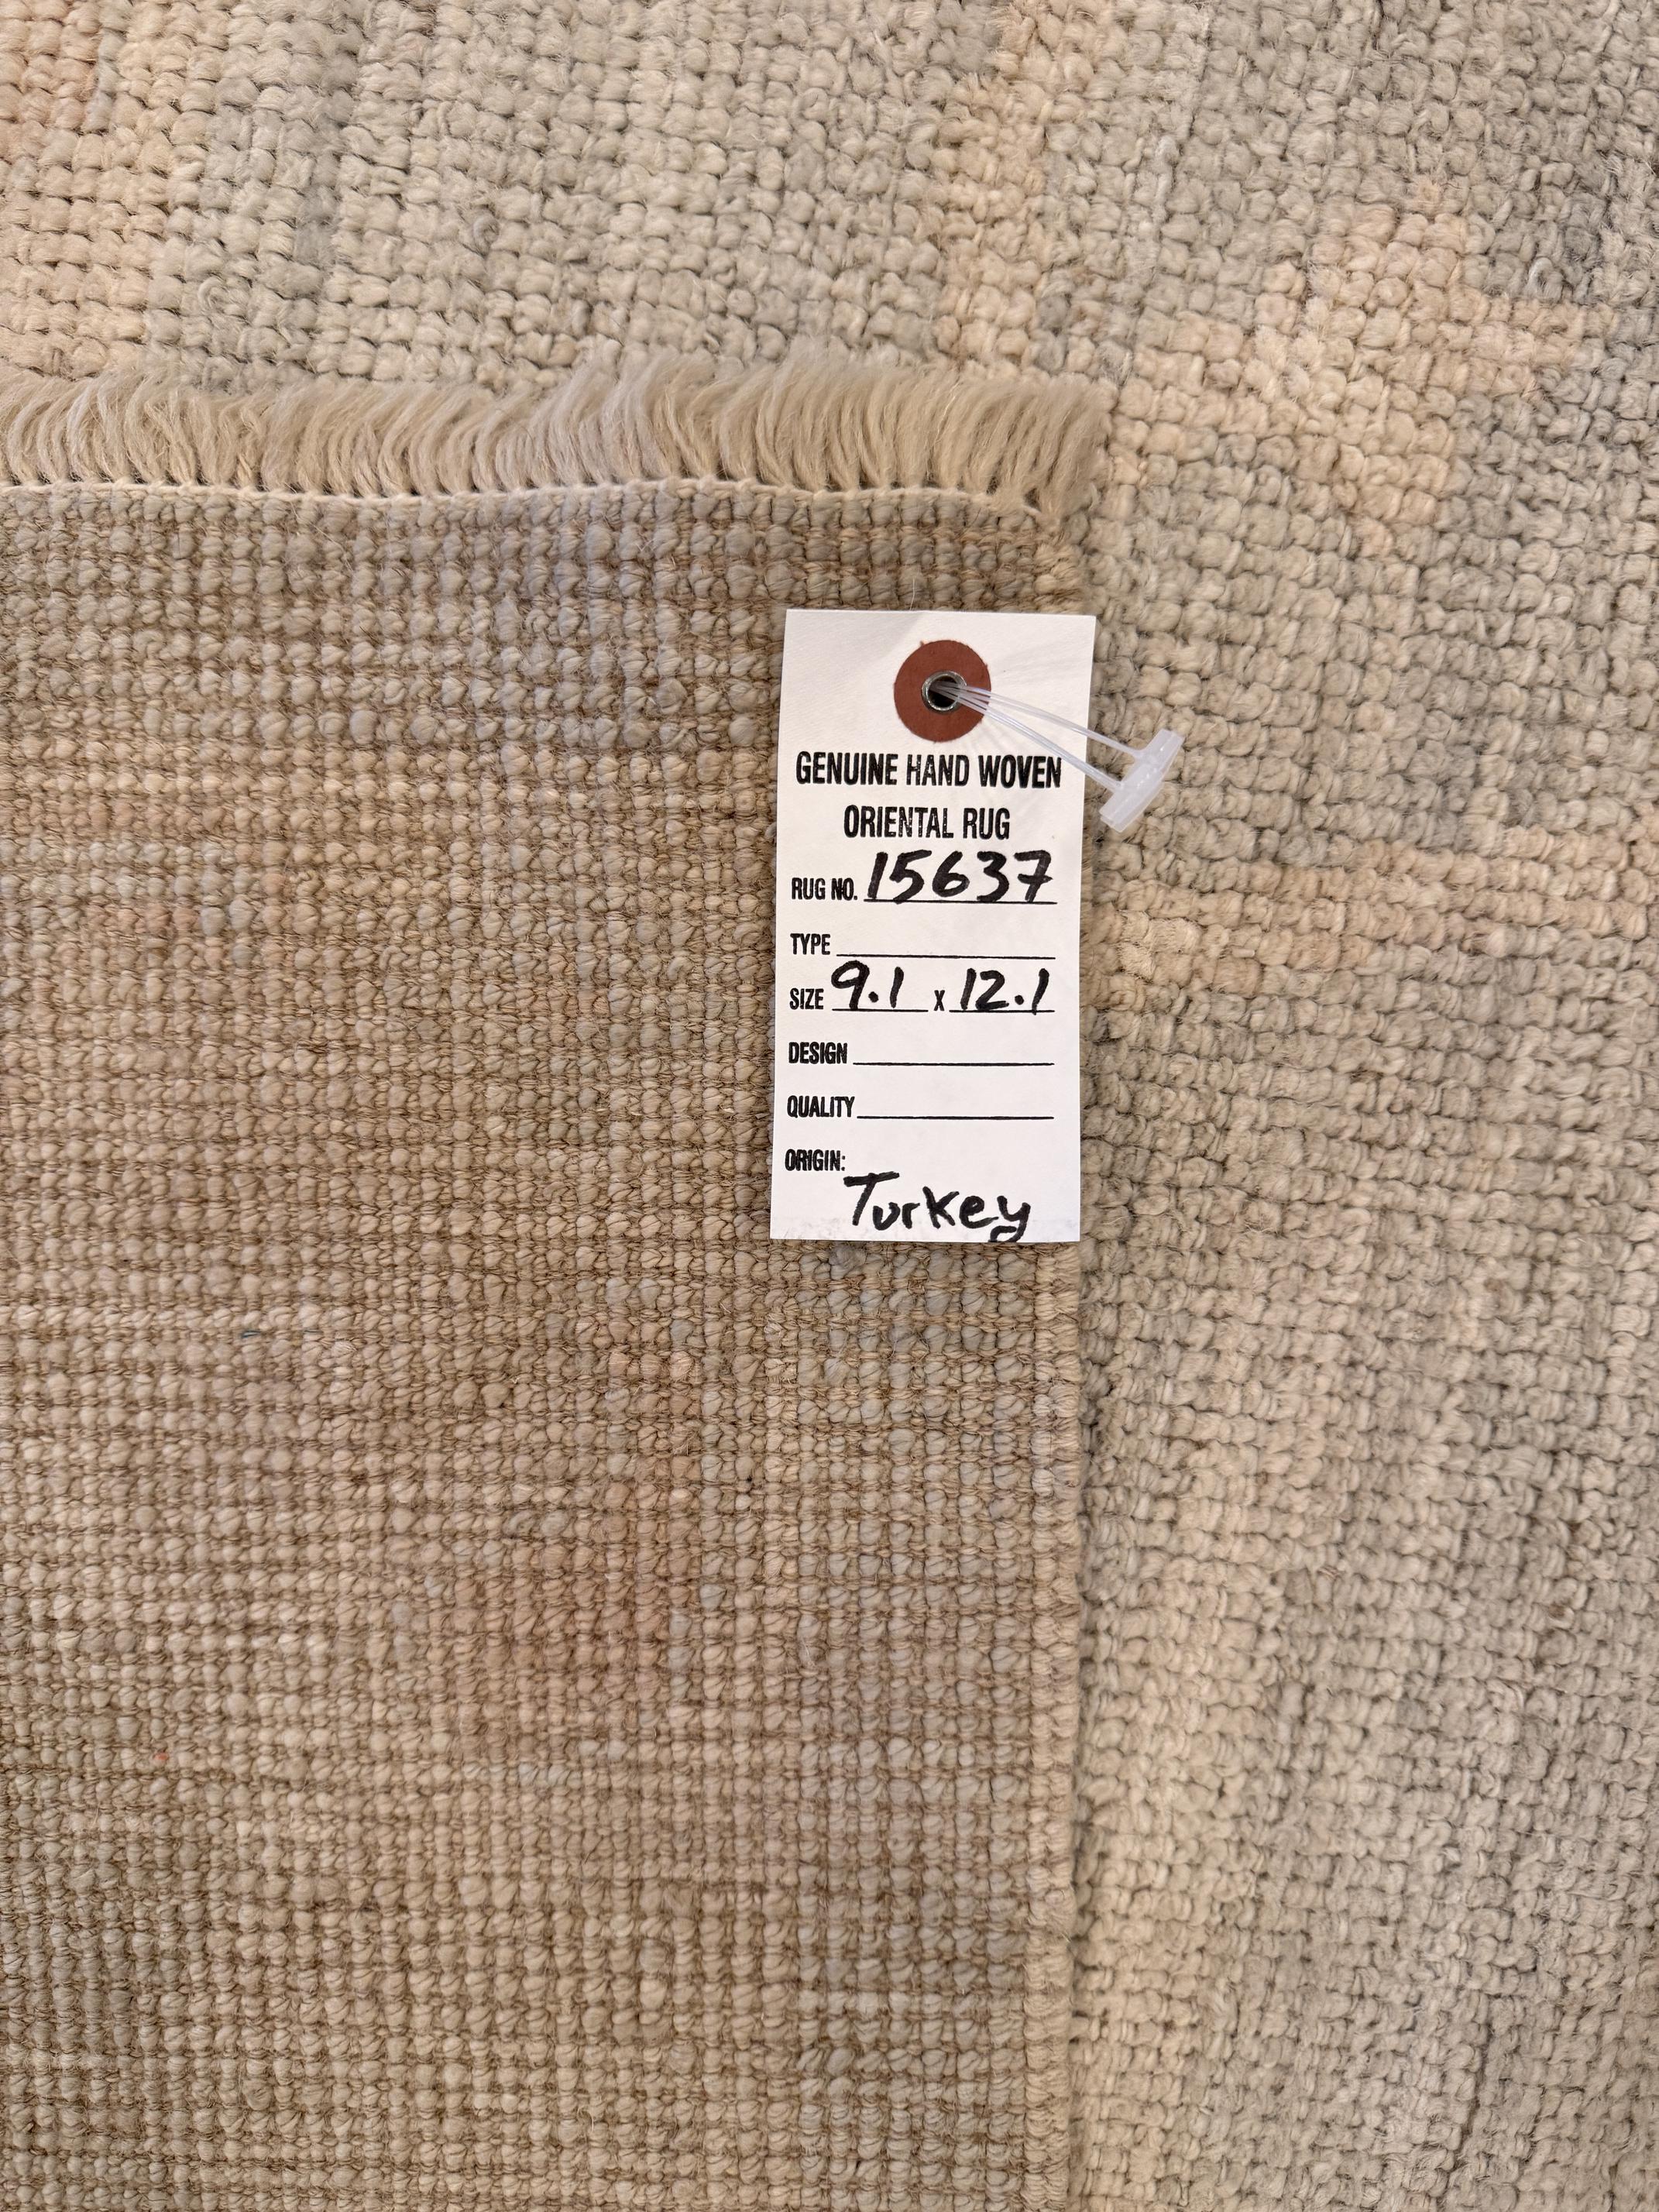 GENUINE HAND WOVEN
ORIENTAL RUG
RUG NO. 15637
TYPE
SIZE 9.1 x 12.1
DESIGN
QUALITY
ORIGIN:
Turkey